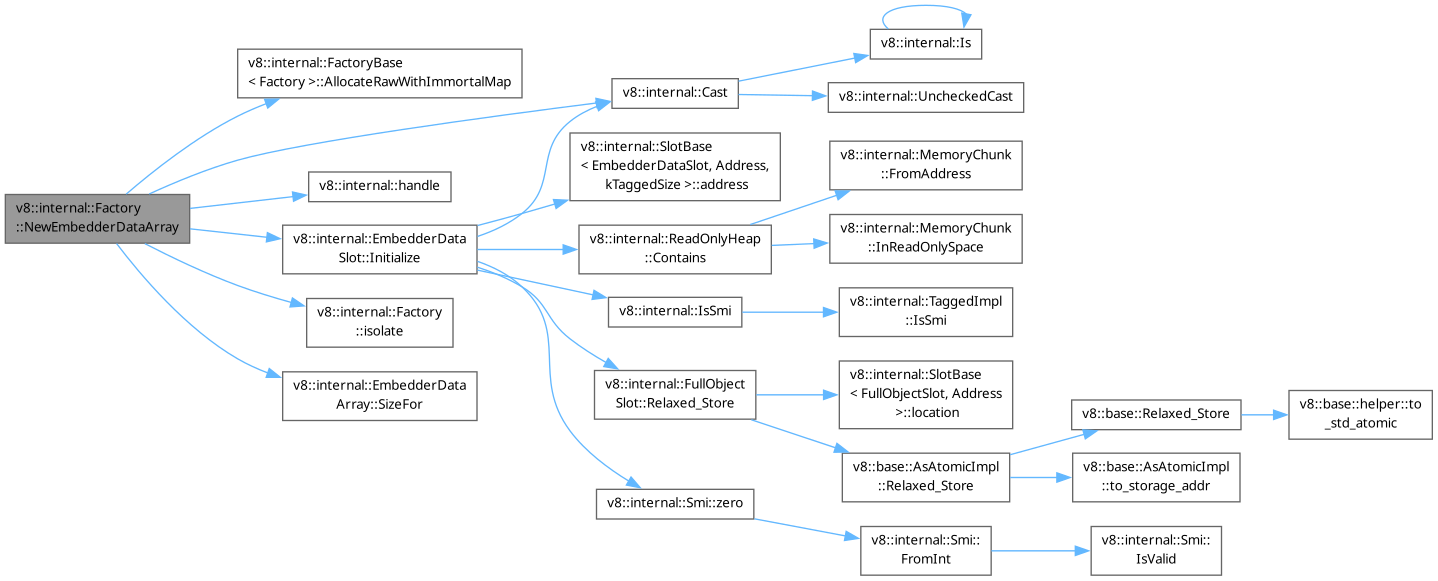 v8::internal::Factory
::NewEmbedderDataArray
v8::internal::FactoryBase
< Factory >::AllocateRawWithImmortalMap
v8::internal::handle
v8::internal::EmbedderData
Slot::Initialize
v8::internal::Factory
::isolate
v8::internal::EmbedderData
Array::SizeFor
v8::internal::Cast
v8::internal::SlotBase
< EmbedderDataSlot, Address,
kTaggedSize >::address
v8::internal::ReadOnlyHeap
::Contains
v8::internal::IsSmi
v8::internal::FullObject
Slot::Relaxed_Store
v8::internal::Smi::zero
v8::internal::Is
v8::internal::UncheckedCast
v8::internal::MemoryChunk
::FromAddress
v8::internal::MemoryChunk
::InReadOnlySpace
v8::internal::TaggedImpl
::IsSmi
v8::internal::SlotBase
< FullObjectSlot, Address
>::location
v8::base::AsAtomicImpl
::Relaxed_Store
v8::internal::Smi::
FromInt
v8::base::Relaxed_Store
v8::base::AsAtomicImpl
::to_storage_addr
v8::internal::Smi::
IsValid
v8::base::helper::to
_std_atomic